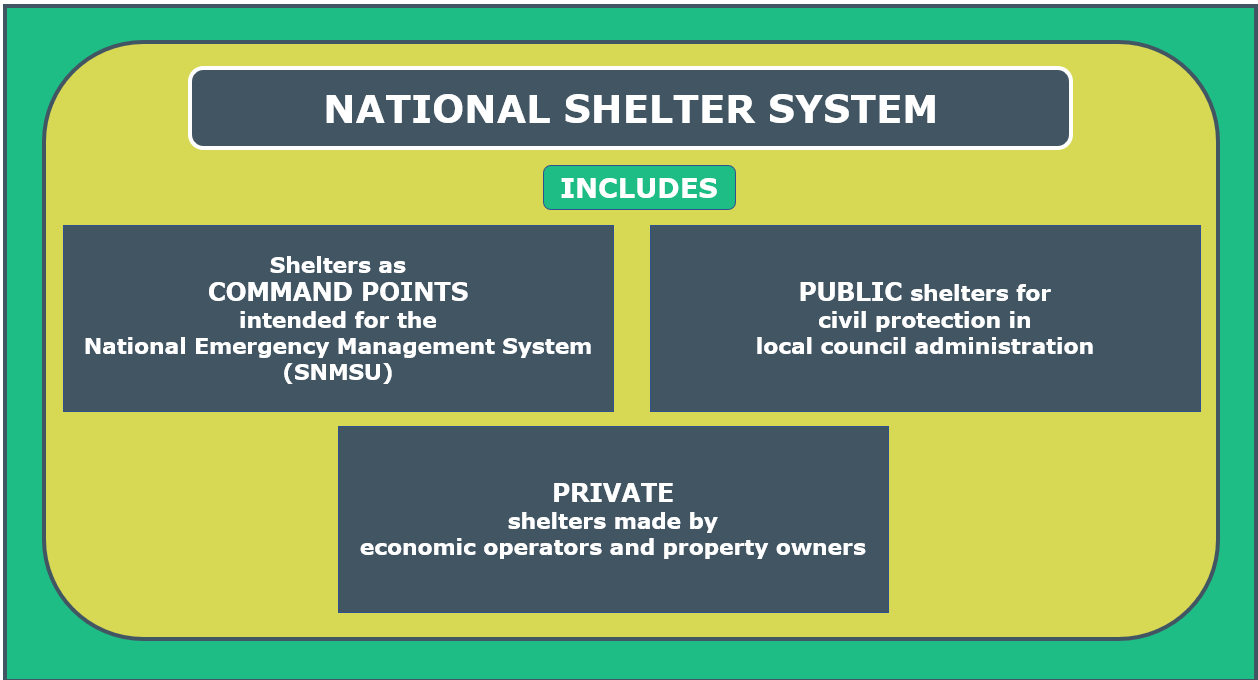 NATIONAL SHELTER SYSTEM
INCLUDES
Shelters as
COMMAND POINTS
intended for the
National Emergency Management System
(SNMSU)
PUBLIC shelters for
civil protection in
local council administration
PRIVATE
shelters made by
economic operators and property owners